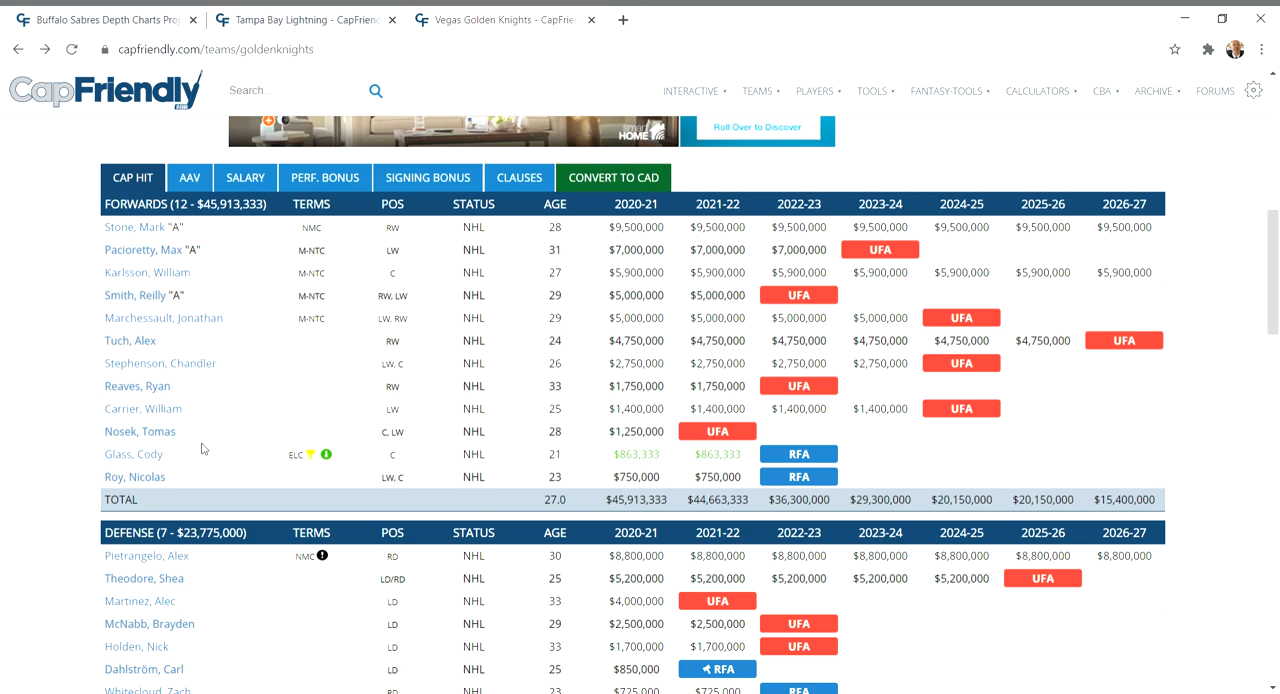 Buffalo Sabres Depth Charts Proj Tampa Bay Lightning - CapFriend Vegas Golden Knights - CapFrie
capfriendly.com/teams/goldenknights
CapFriendly Search... INTERACTIVE TEAMS PLAYERS TOOLS FANTASY-TOOLS CALCULATORS CBA ARCHIVE FORUMS
smart HOME Roll Over to Discover
CAP HIT AAV SALARY PERF. BONUS SIGNING BONUS CLAUSES CONVERT TO CAD
FORWARDS (12 - $45,913,333) TERMS POS STATUS AGE 2020-21 2021-22 2022-23 2023-24 2024-25 2025-26 2026-27
Stone, Mark "A" NMC RW NHL 28 $9,500,000 $9,500,000 $9,500,000 $9,500,000 $9,500,000 $9,500,000 $9,500,000
Pacioretty, Max "A" M-NTC LW NHL 31 $7,000,000 $7,000,000 $7,000,000 UFA
Karlsson, William M-NTC C NHL 27 $5,900,000 $5,900,000 $5,900,000 $5,900,000 $5,900,000 $5,900,000 $5,900,000
Smith, Reilly "A" M-NTC RW, LW NHL 29 $5,000,000 $5,000,000 UFA
Marchessault, Jonathan M-NTC LW, RW NHL 29 $5,000,000 $5,000,000 $5,000,000 $5,000,000 UFA
Tuch, Alex RW NHL 24 $4,750,000 $4,750,000 $4,750,000 $4,750,000 $4,750,000 $4,750,000 UFA
Stephenson, Chandler LW, C NHL 26 $2,750,000 $2,750,000 $2,750,000 $2,750,000 UFA
Reaves, Ryan RW NHL 33 $1,750,000 $1,750,000 UFA
Carrier, William LW NHL 25 $1,400,000 $1,400,000 $1,400,000 $1,400,000 UFA
Nosek, Tomas C, LW NHL 28 $1,250,000 UFA
Glass, Cody ELC C NHL 21 $863,333 $863,333 RFA
Roy, Nicolas LW, C NHL 23 $750,000 $750,000 RFA
TOTAL 27.0 $45,913,333 $44,663,333 $36,300,000 $29,300,000 $20,150,000 $20,150,000 $15,400,000
DEFENSE (7 - $23,775,000) TERMS POS STATUS AGE 2020-21 2021-22 2022-23 2023-24 2024-25 2025-26 2026-27
Pietrangelo, Alex NMC RD NHL 30 $8,800,000 $8,800,000 $8,800,000 $8,800,000 $8,800,000 $8,800,000 $8,800,000
Theodore, Shea LD/RD NHL 25 $5,200,000 $5,200,000 $5,200,000 $5,200,000 $5,200,000 UFA
Martinez, Alec LD NHL 33 $4,000,000 UFA
McNabb, Brayden LD NHL 29 $2,500,000 $2,500,000 UFA
Holden, Nick LD NHL 33 $1,700,000 $1,700,000 UFA
Dahlström, Carl LD NHL 25 $850,000 RFA
Whitecloud, Zach RD NHL 23 $725,000 $725,000 RFA